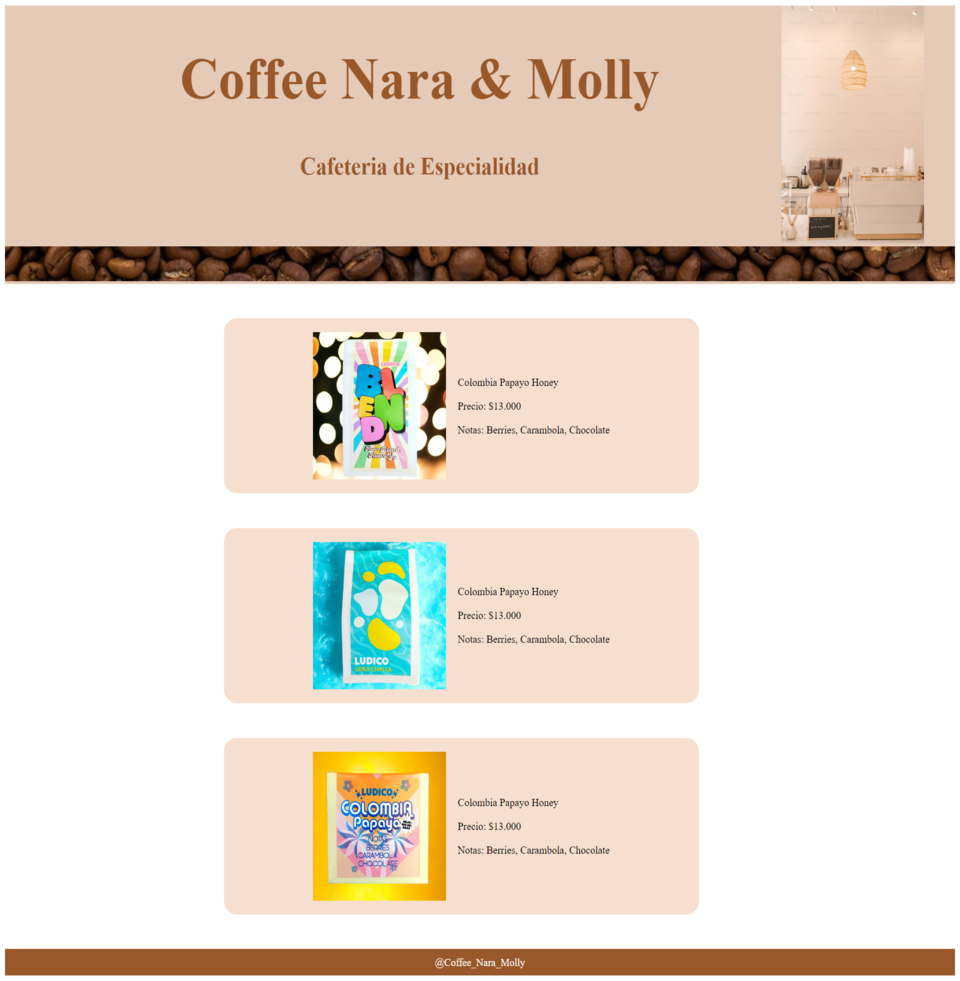 Coffee Nara & Molly
Cafeteria de Especialidad
BLEND
Colombia Papayo Honey
Precio: $13.000
Notas: Berries, Carambola, Chocolate
LUDICO
Colombia Papayo Honey
Precio: $13.000
Notas: Berries, Carambola, Chocolate
LUDICO
COLOMBIA
Papayo
NOTAS
BERRIES
CARAMBOLA
CHOCOLATE
Colombia Papayo Honey
Precio: $13.000
Notas: Berries, Carambola, Chocolate
@Coffee_Nara_Molly